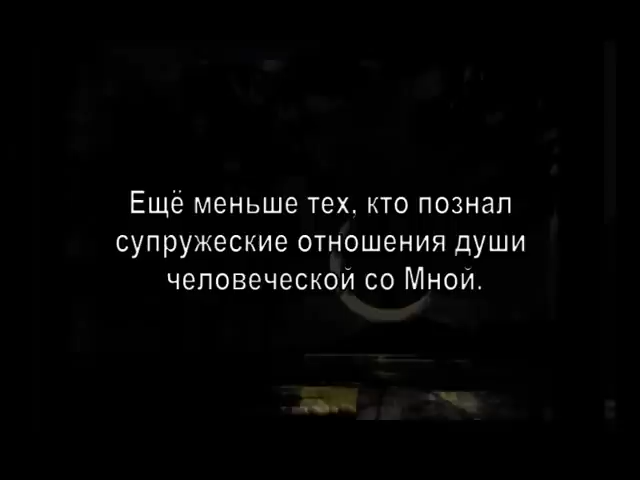 Ещё меньше тех, кто познал
супружеские отношения души
человеческой со Мной.